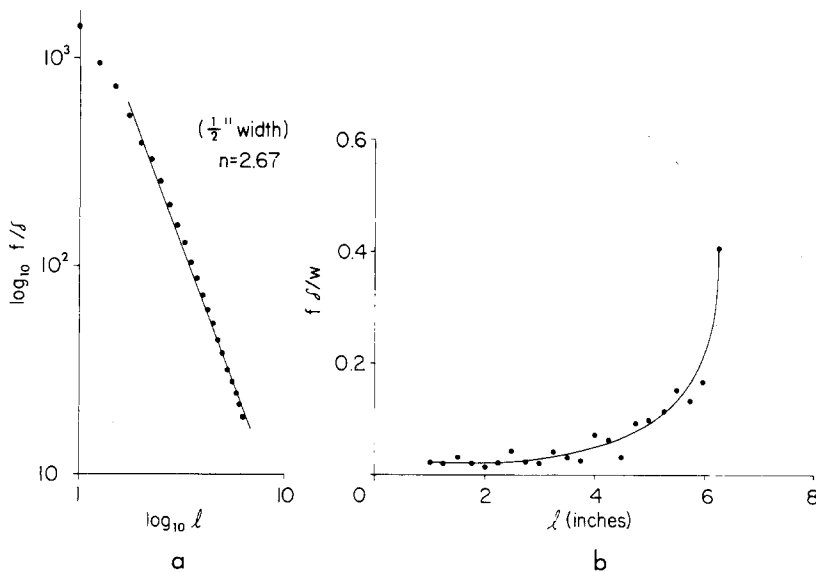 10³
(½" width)
n=2.67
10²
10
1
10
log₁₀ f/δ
log₁₀ ℓ
a
0.6
0.4
0.2
0
2
4
6
8
f δ/w
ℓ (inches)
b